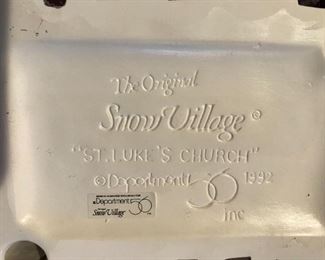 The Original
Snow Village ©
"ST. LUKE'S CHURCH"
© Department 56 1992
inc
Department 56
Snow Village